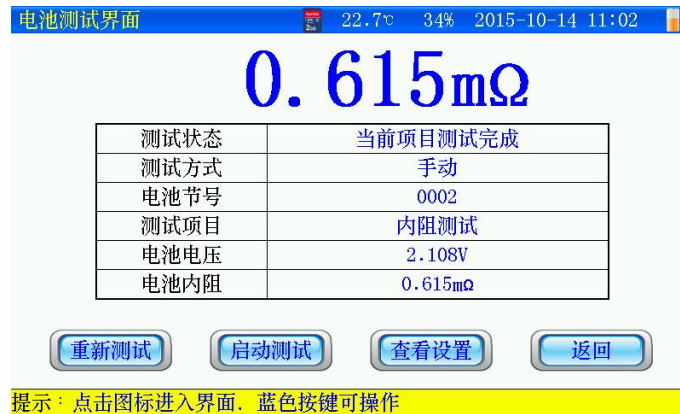 电池测试界面 22.7℃ 34% 2015-10-14 11:02
0.615mΩ
测试状态 当前项目测试完成
测试方式 手动
电池节号 0002
测试项目 内阻测试
电池电压 2.108V
电池内阻 0.615mΩ
重新测试 启动测试 查看设置 返回
提示：点击图标进入界面．蓝色按键可操作